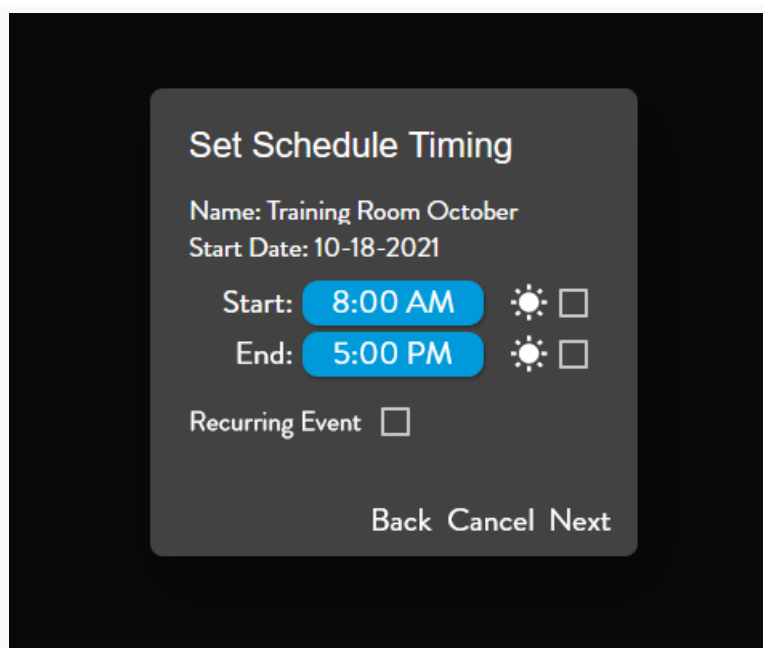 Set Schedule Timing
Name: Training Room October
Start Date: 10-18-2021
Start: 8:00 AM
End: 5:00 PM
Recurring Event
Back Cancel Next